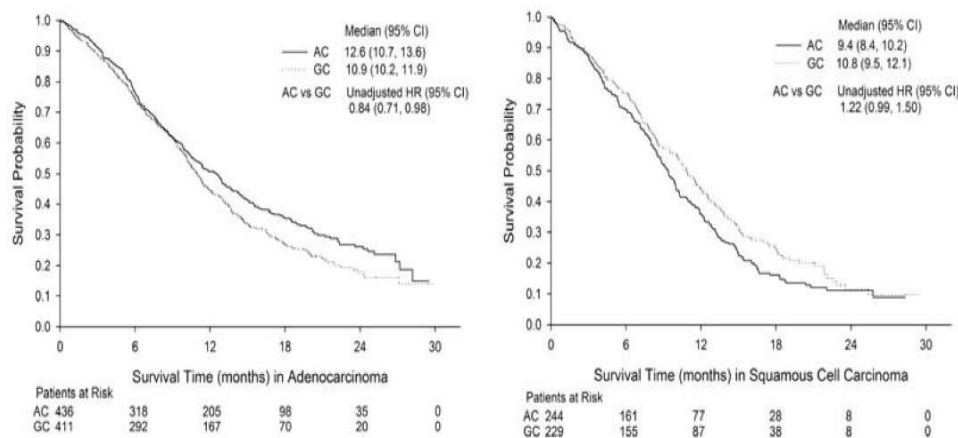 Median (95% CI)
AC 12.6 (10.7, 13.6)
GC 10.9 (10.2, 11.9)
AC vs GC Unadjusted HR (95% CI)
0.84 (0.71, 0.98)
Survival Probability
1.0
0.9
0.8
0.7
0.6
0.5
0.4
0.3
0.2
0.1
0.0
0 6 12 18 24 30
Survival Time (months) in Adenocarcinoma
Patients at Risk
AC 436 318 205 98 35 0
GC 411 292 167 70 20 0
Median (95% CI)
AC 9.4 (8.4, 10.2)
GC 10.8 (9.5, 12.1)
AC vs GC Unadjusted HR (95% CI)
1.22 (0.99, 1.50)
Survival Probability
1.0
0.9
0.8
0.7
0.6
0.5
0.4
0.3
0.2
0.1
0.0
0 6 12 18 24 30
Survival Time (months) in Squamous Cell Carcinoma
Patients at Risk
AC 244 161 77 28 8 0
GC 229 155 87 38 8 0